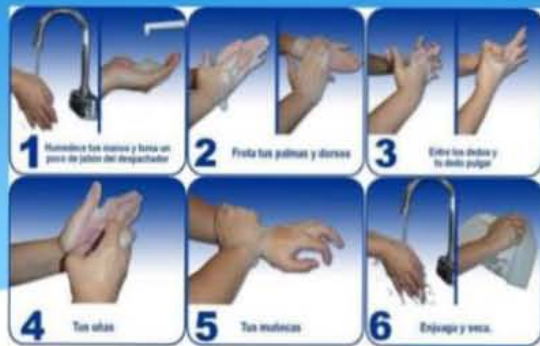 1 Humedece tus manos y toma un
poco de jabón del despachador
2 Frota tus palmas y dorsos
3 Entre los dedos y
tu dedo pulgar
4 Tus uñas
5 Tus muñecas
6 Enjuaga y seca.